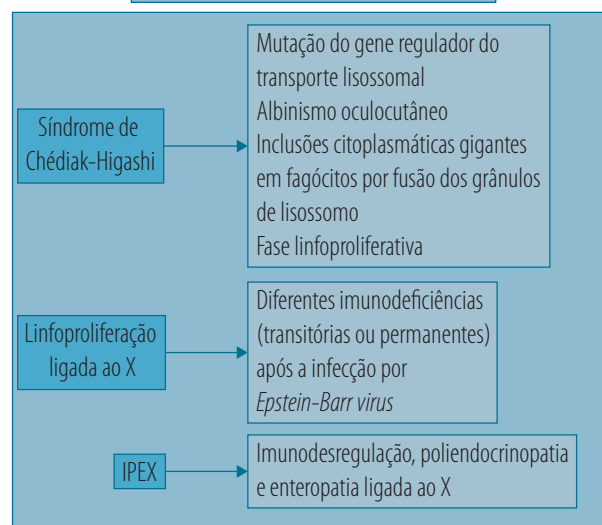 Síndrome de
Chédiak-Higashi
Mutação do gene regulador do
transporte lisossomal
Albinismo oculocutâneo
Inclusões citoplasmáticas gigantes
em fagócitos por fusão dos grânulos
de lisossomo
Fase linfoproliferativa
Linfoproliferação
ligada ao X
Diferentes imunodeficiências
(transitórias ou permanentes)
após a infecção por
Epstein-Barr virus
IPEX
Imunodesregulação, poliendocrinopatia
e enteropatia ligada ao X